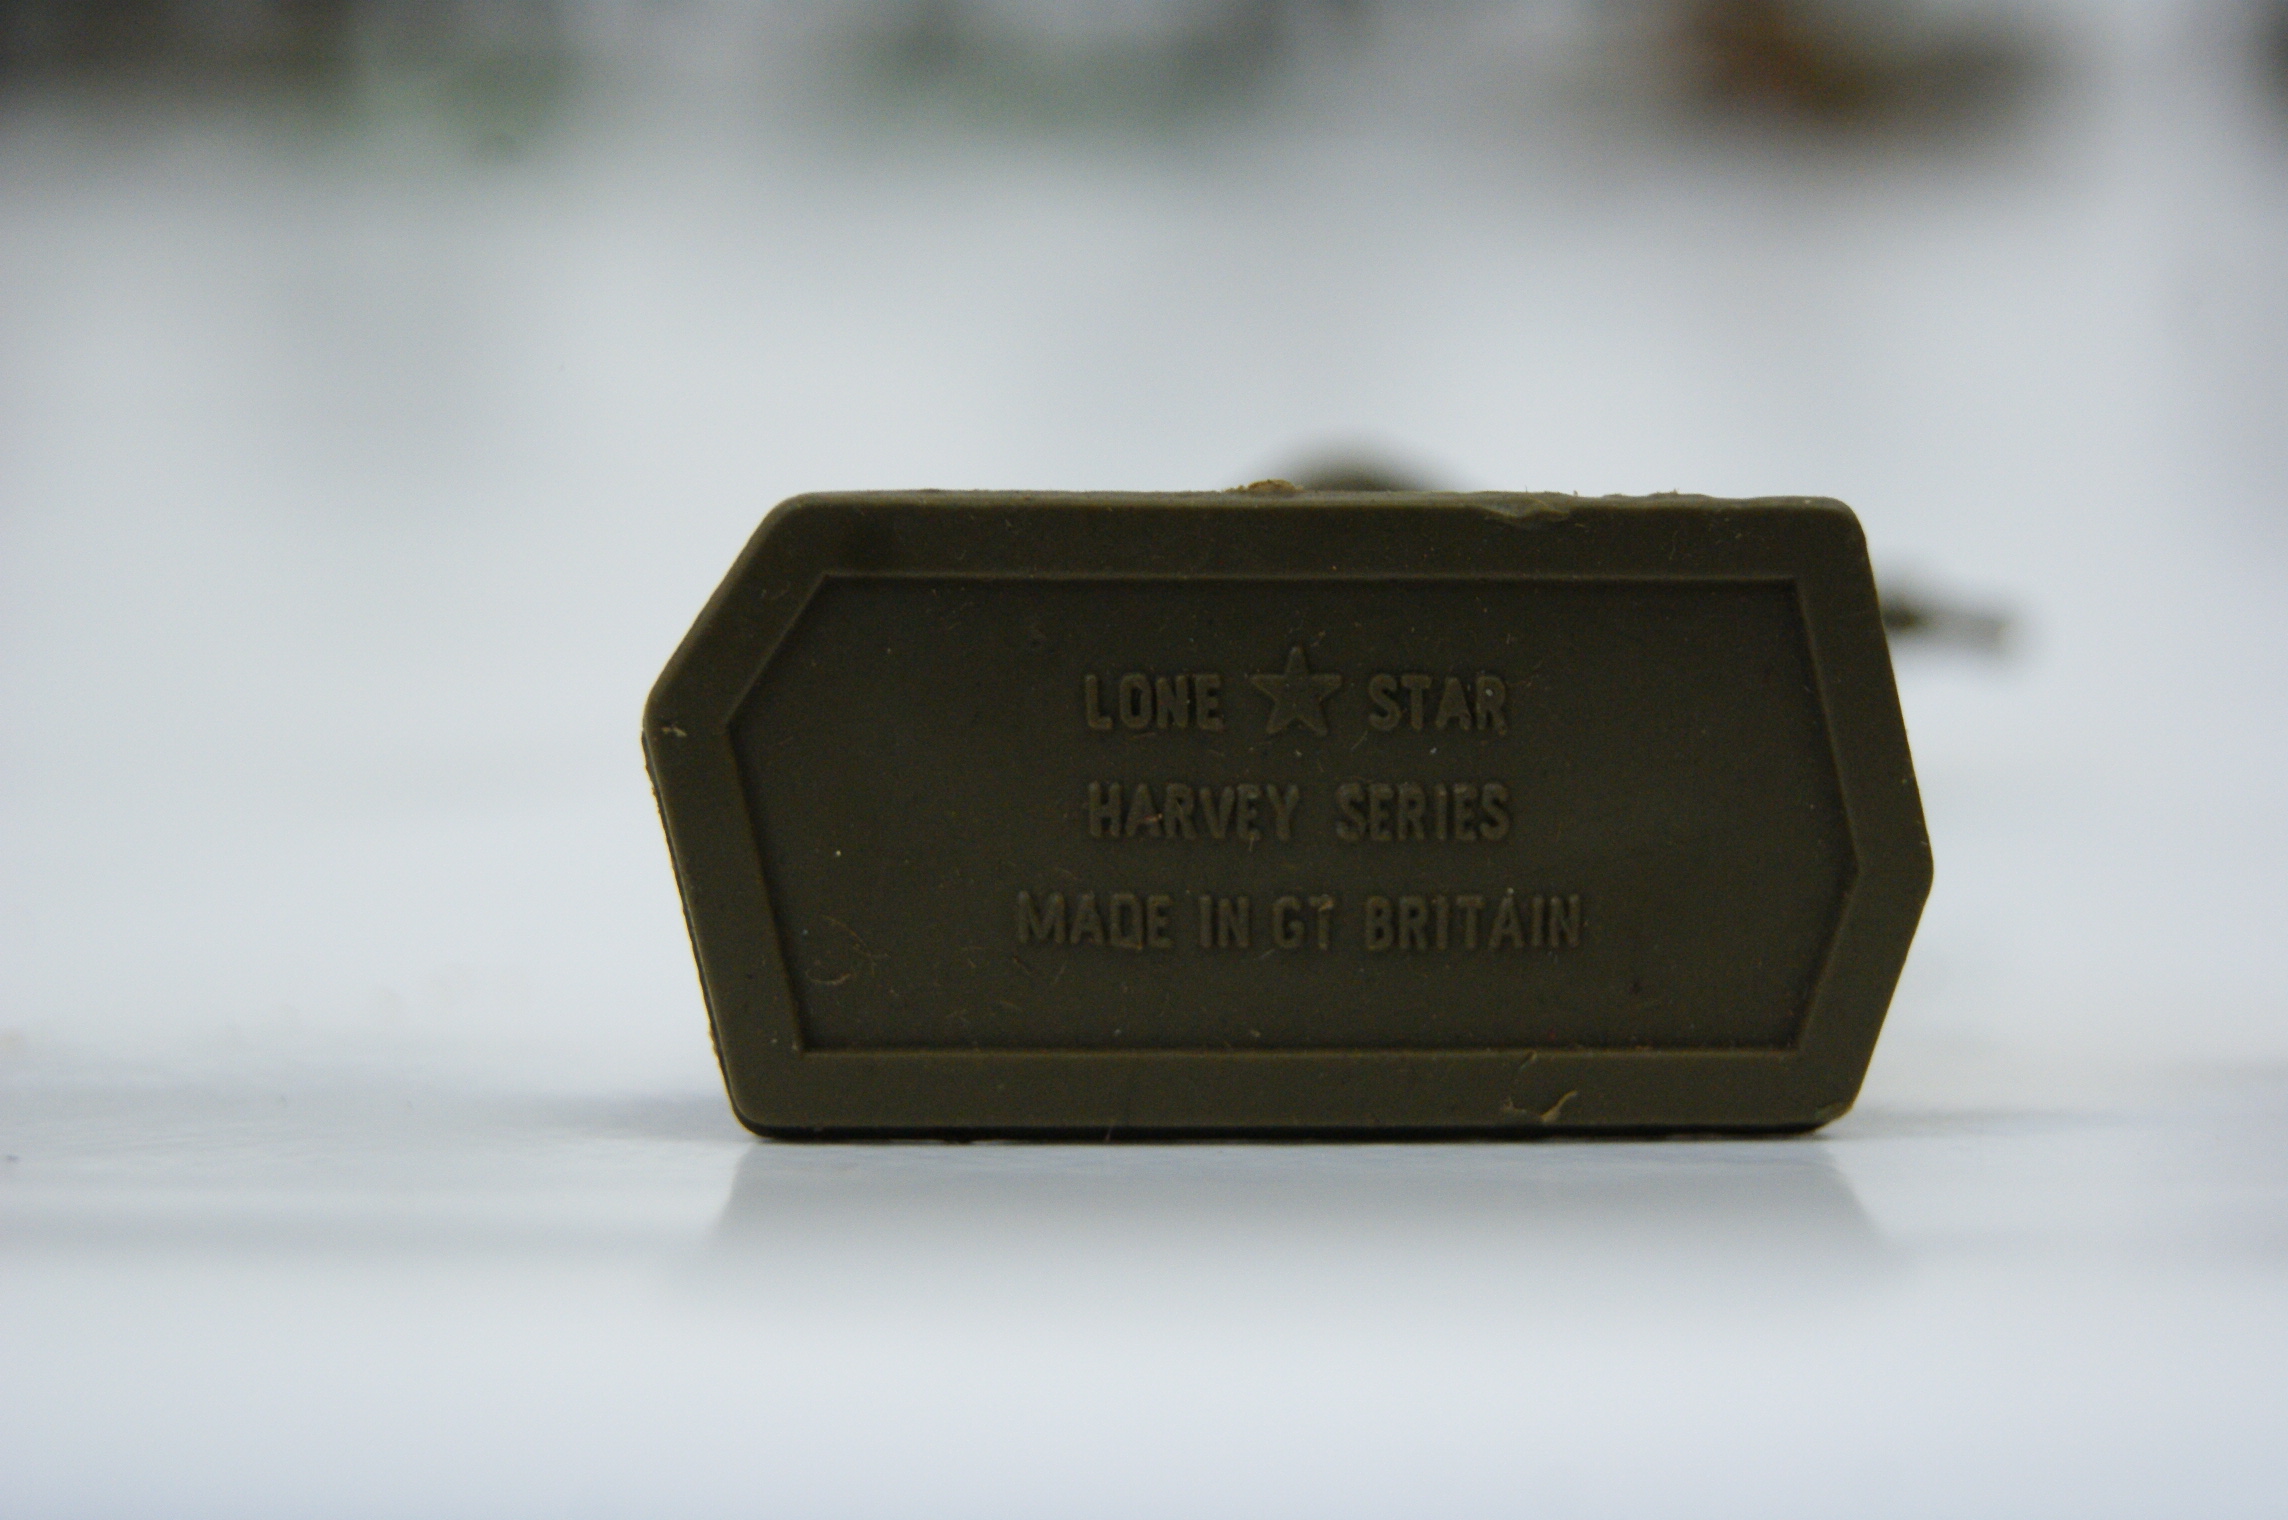 LONE ★ STAR
HARVEY SERIES
MADE IN GT BRITAIN